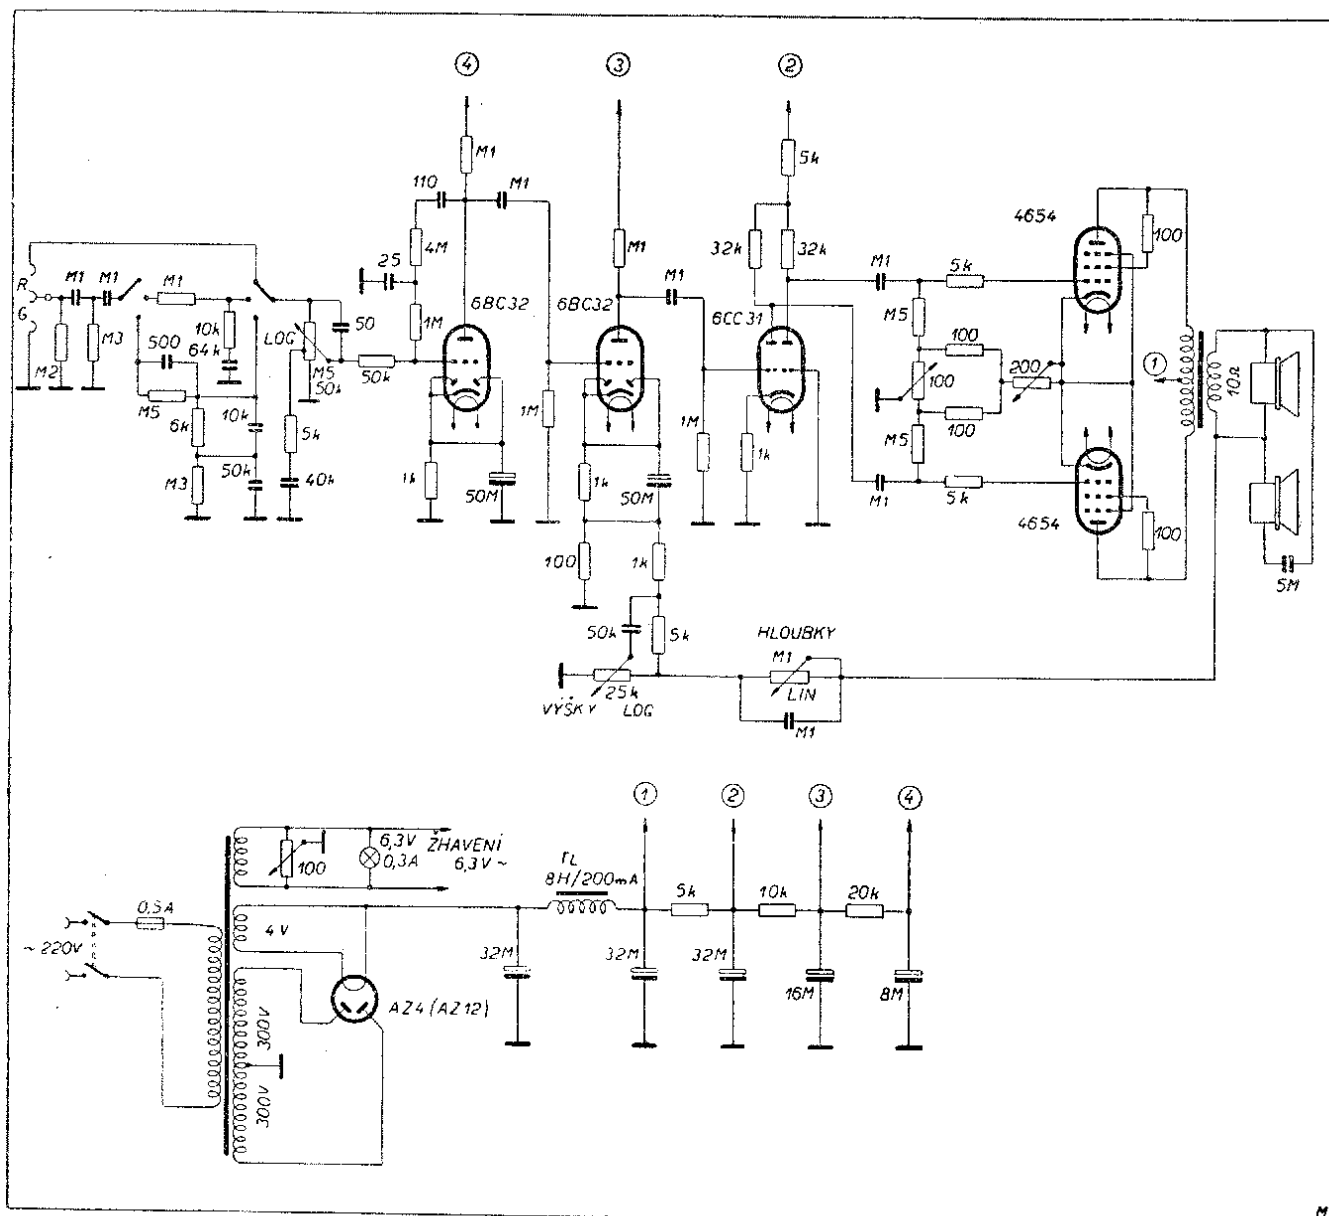 4
3
2
M1
5k
110
M1
4M
M1
32k
32k
4654
100
25
M1
M1
5k
R
M1
M1
M1
G
1M
6BC32
6BC32
6CC31
M5
10k
64k
LOG
50
M2
M3
500
M5
50k
50k
100
100
200
1
10Ω
M5
6k
10k
5k
1M
1M
100
M5
M3
50k
40k
1k
50M
1k
50M
1k
M1
5k
4654
100
100
1k
5M
50k
5k
HLOUBKY
M1
LIN
25k
VÝŠKY
LOG
M1
1
2
3
4
6,3V
0,3A
ŽHAVENÍ
6,3V ~
100
TL
8H/200mA
5k
10k
20k
0,5A
4V
~220V
32M
32M
32M
16M
8M
AZ4 (AZ12)
300V
300V
M